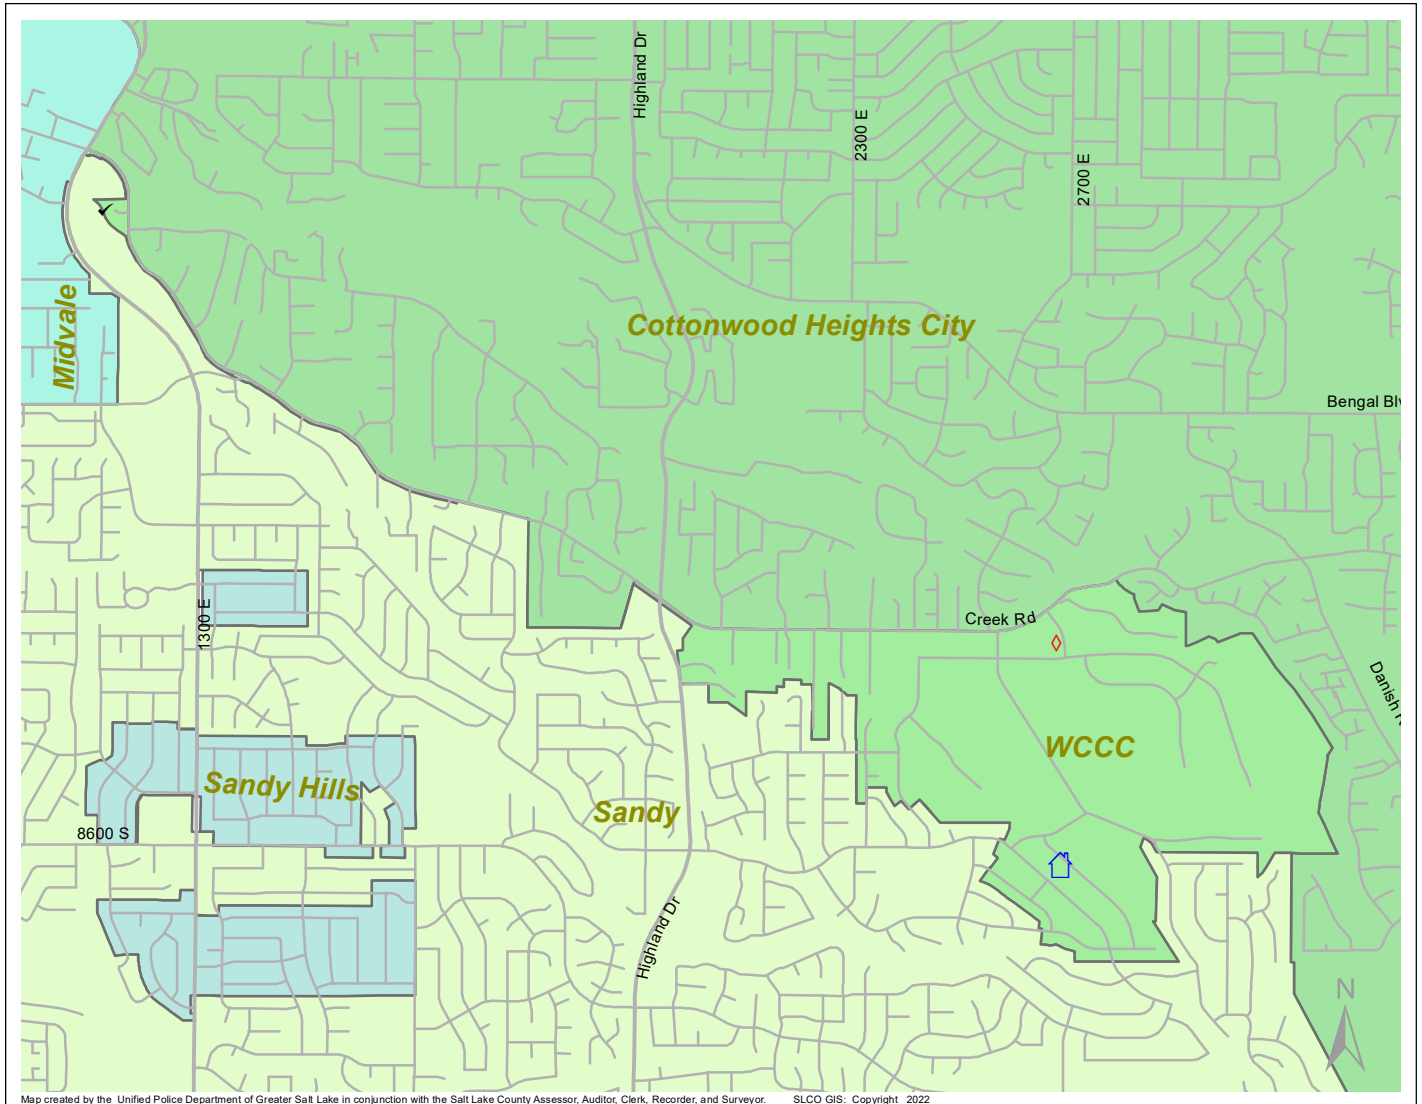 Highland Dr
2300 E
2700 E
Midvale
Cottonwood Heights City
Bengal Blv
1300 E
Creek Rd
Danish R
WCCC
Sandy Hills
Sandy
8600 S
Highland Dr
N
Map created by the Unified Police Department of Greater Salt Lake in conjunction with the Salt Lake County Assessor, Auditor, Clerk, Recorder, and Surveyor. SLCO GIS: Copyright 2022